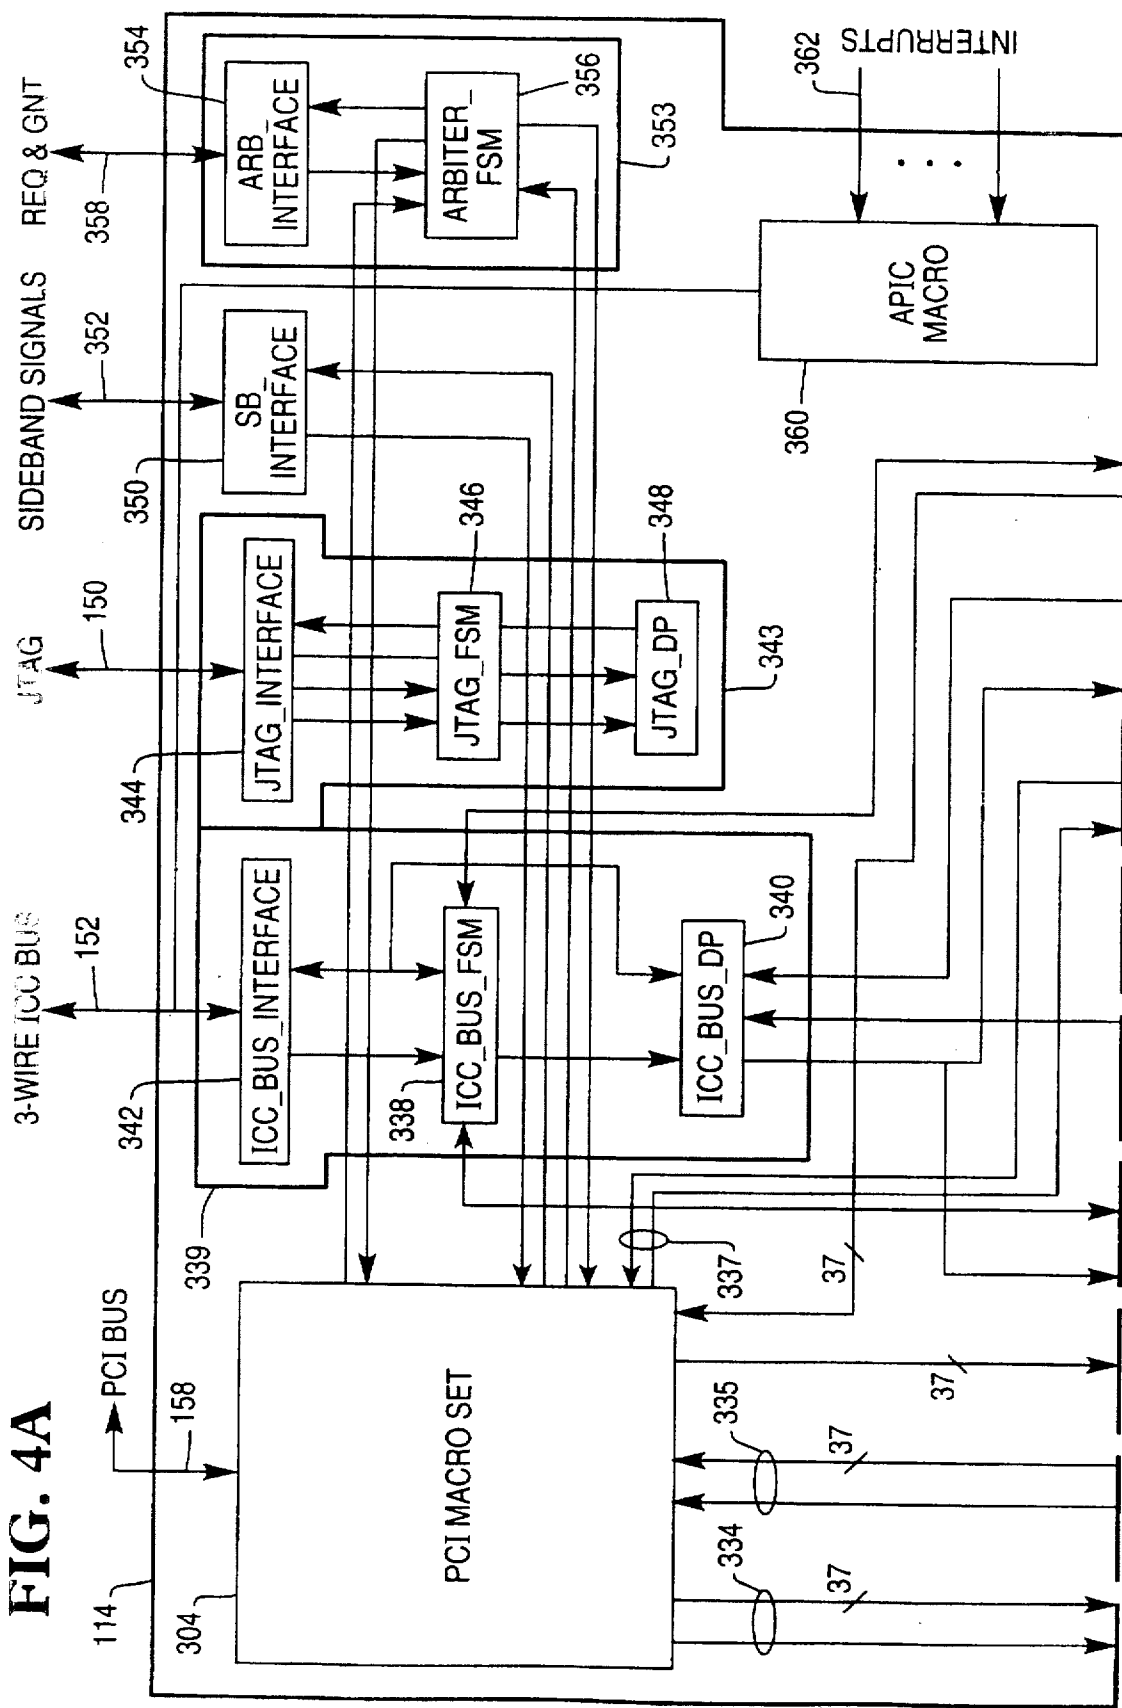 FIG. 4A
114
PCI BUS
158
304
PCI MACRO SET
334
37
335
37
37
37
337
3-WIRE ICC BUS
152
342
339
ICC_BUS_INTERFACE
338
ICC_BUS_FSM
340
ICC_BUS_DP
JTAG
150
344
JTAG_INTERFACE
346
JTAG_FSM
348
JTAG_DP
343
SIDEBAND SIGNALS
352
350
SB_
INTERFACE
REQ & GNT
358
354
ARB_
INTERFACE
356
ARBITER_
FSM
353
360
APIC
MACRO
362
INTERRUPTS